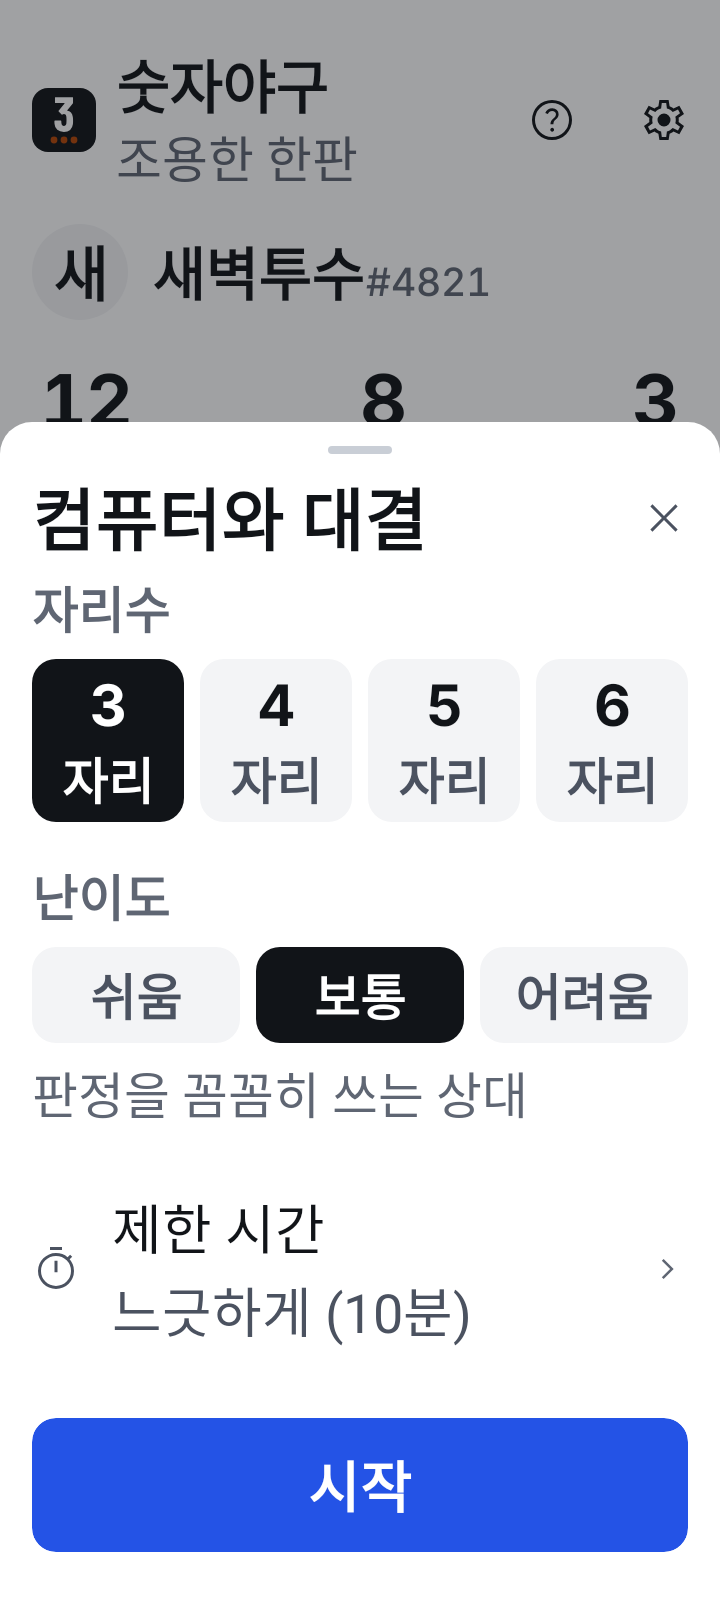 3
숫자야구
조용한 한판
새
새벽투수#4821
12 8 3
컴퓨터와 대결
자리수
3 4 5 6
자리 자리 자리 자리
난이도
쉬움 보통 어려움
판정을 꼼꼼히 쓰는 상대
제한 시간
느긋하게 (10분)
시작